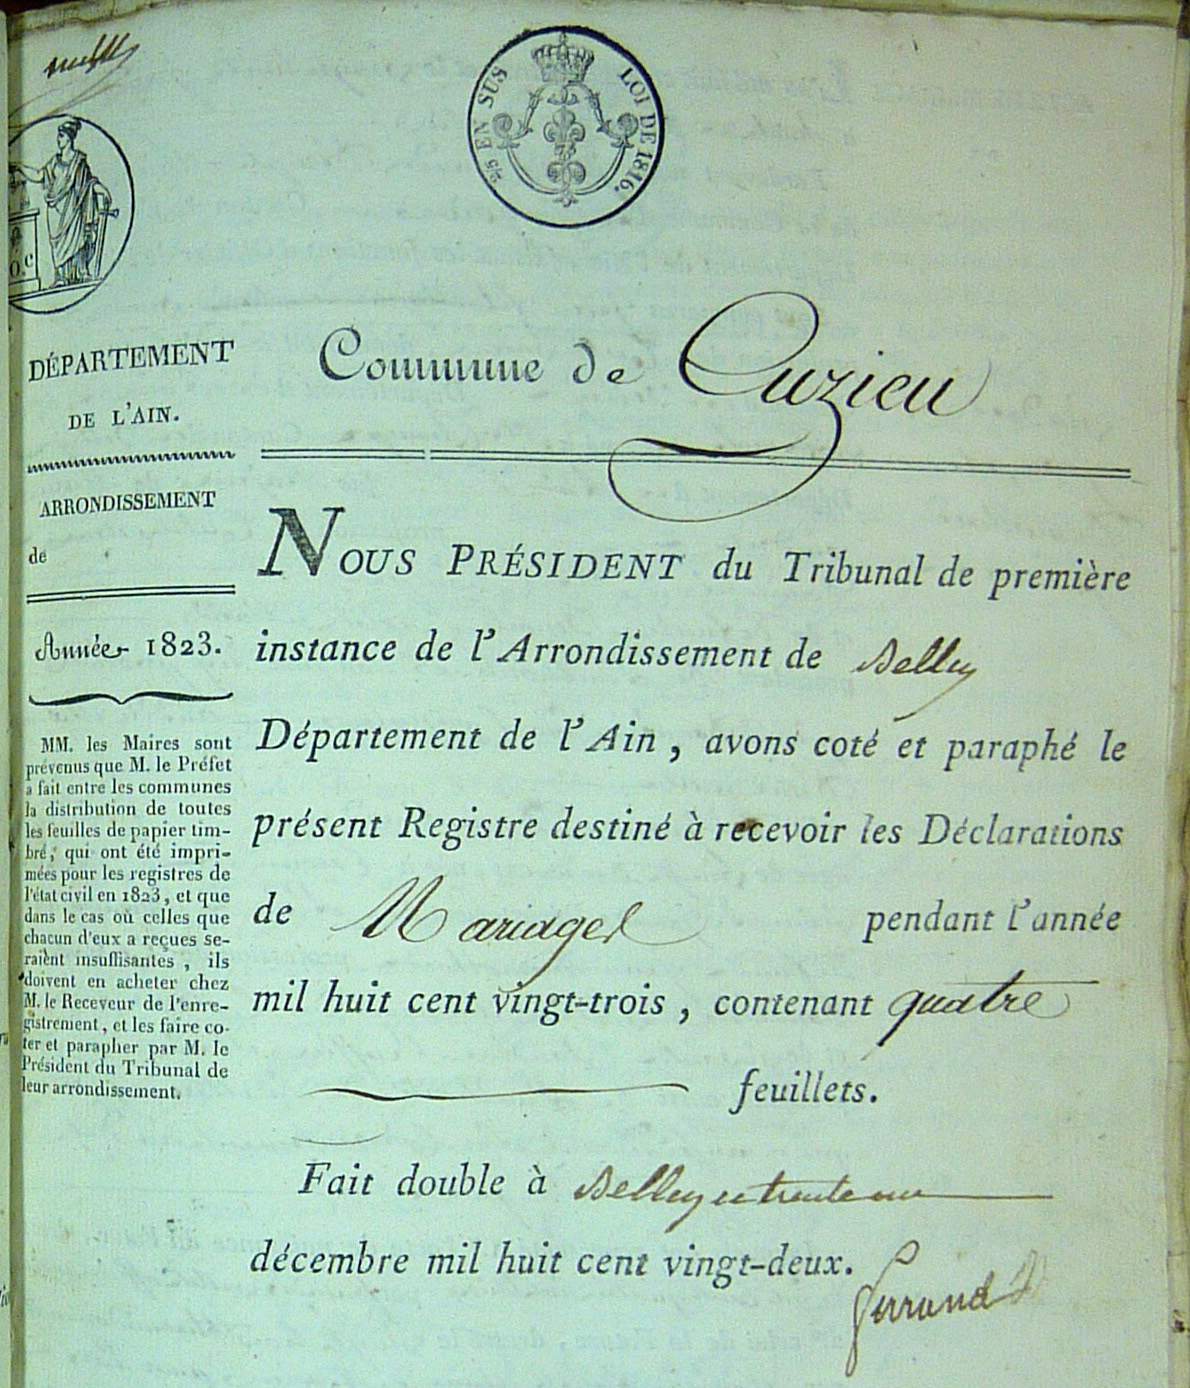 2/5 EN SUS LOI DE 1816.
DÉPARTEMENT
DE L'AIN.
ARRONDISSEMENT
de
Année 1823.
MM. les Maires sont
prévenus que M. le Préfet
a fait entre les communes
la distribution de toutes
les feuilles de papier tim-
bré, qui ont été impri-
mées pour les registres de
l'état civil en 1823, et que
dans le cas où celles que
chacun d'eux a reçues se-
raient insuffisantes, ils
doivent en acheter chez
M. le Receveur de l'enre-
gistrement, et les faire co-
ter et parapher par M. le
Président du Tribunal de
leur arrondissement.
Commune de Cuzieu
NOUS PRÉSIDENT du Tribunal de première
instance de l'Arrondissement de Belley
Département de l'Ain, avons coté et paraphé le
présent Registre destiné à recevoir les Déclarations
de Mariages pendant l'année
mil huit cent vingt-trois, contenant quatre
feuillets.
Fait double à Belley ce trente un
décembre mil huit cent vingt-deux.